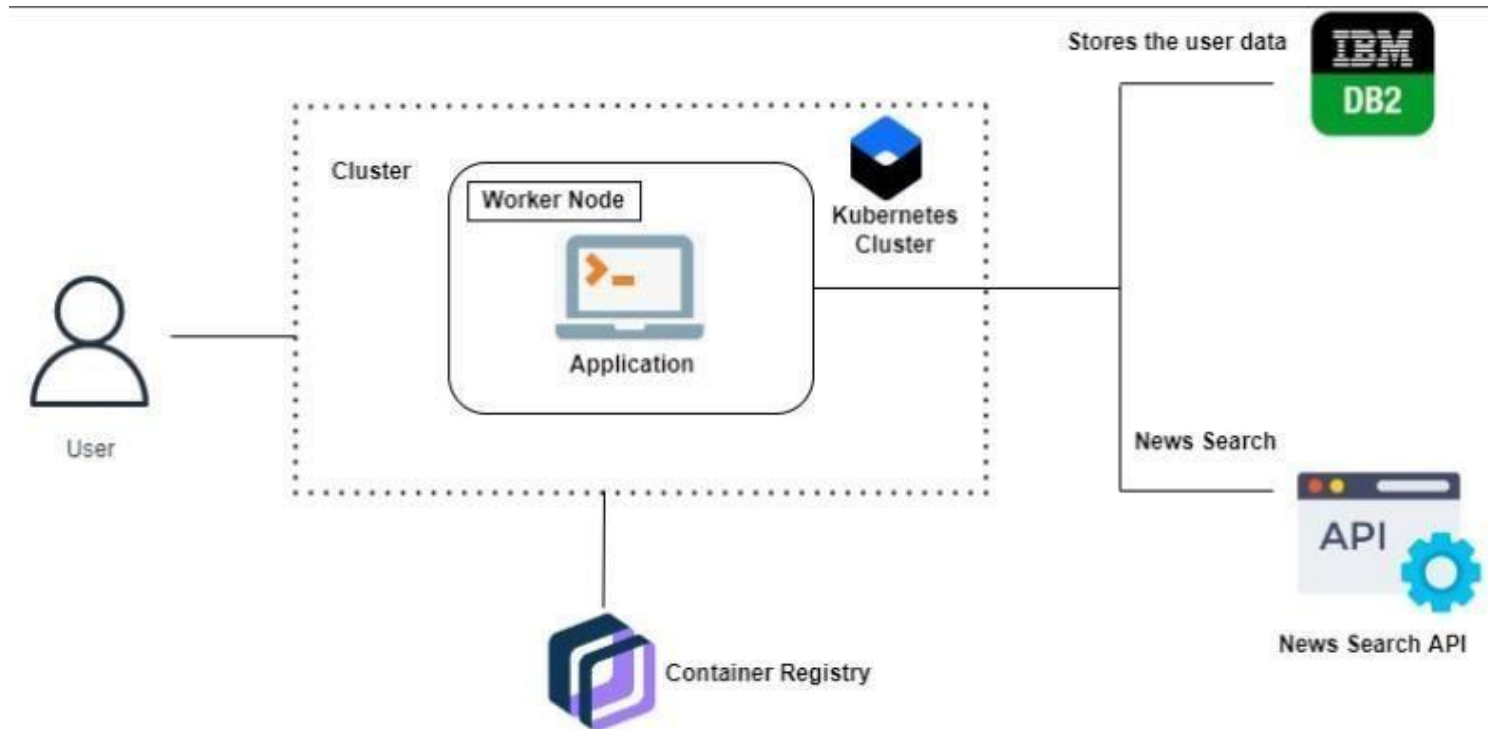 Stores the user data
IBM
DB2
Cluster
Worker Node
Kubernetes
Cluster
Application
User
News Search
API
News Search API
Container Registry